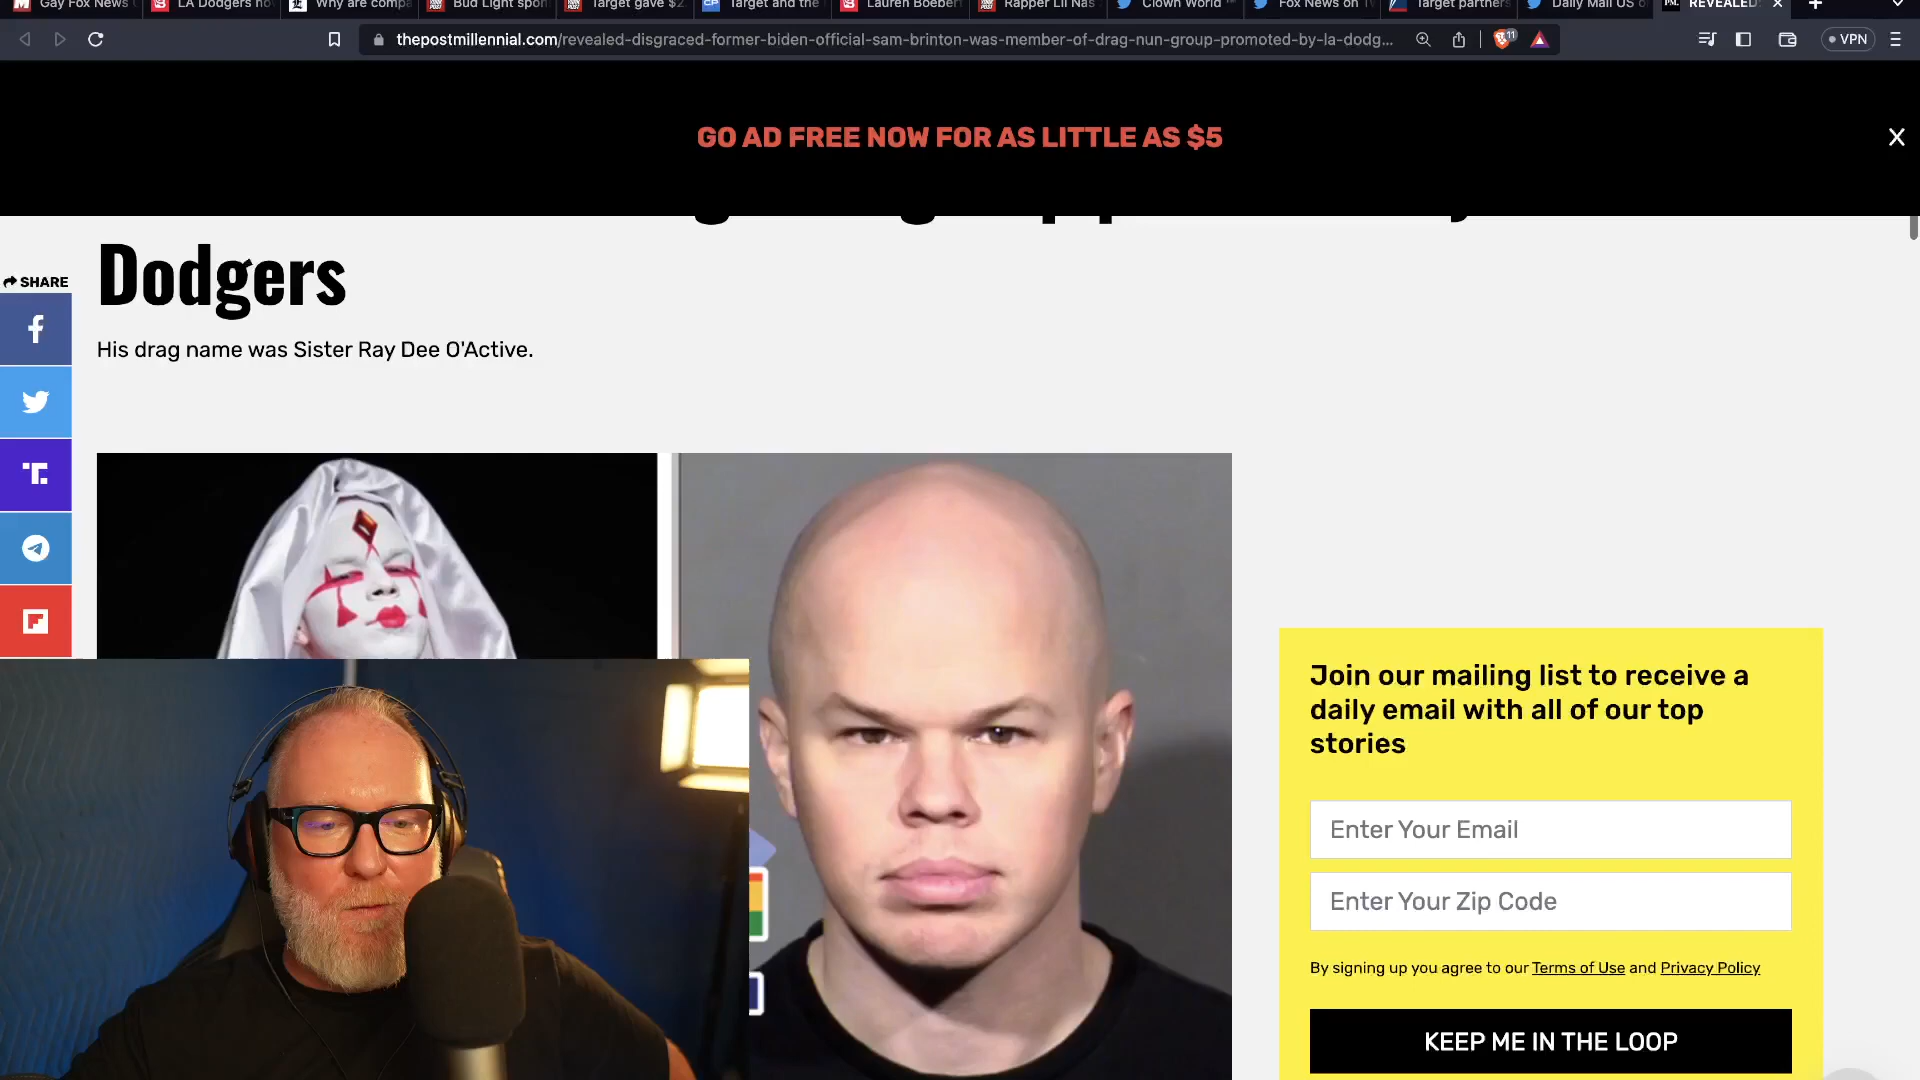 Gay Fox News
LA Dodgers no
Why are compa
Bud Light spon
Target gave $2
Target and the
Lauren Boeber
Rapper Lil Nas
Clown World ™
Fox News on T
Target partners
Daily Mail US o
REVEALED
thepostmillennial.com/revealed-disgraced-former-biden-official-sam-brinton-was-member-of-drag-nun-group-promoted-by-la-dodg...
11
VPN
GO AD FREE NOW FOR AS LITTLE AS $5
X
Dodgers
SHARE
His drag name was Sister Ray Dee O'Active.
Join our mailing list to receive a
daily email with all of our top
stories
Enter Your Email
Enter Your Zip Code
By signing up you agree to our Terms of Use and Privacy Policy
KEEP ME IN THE LOOP